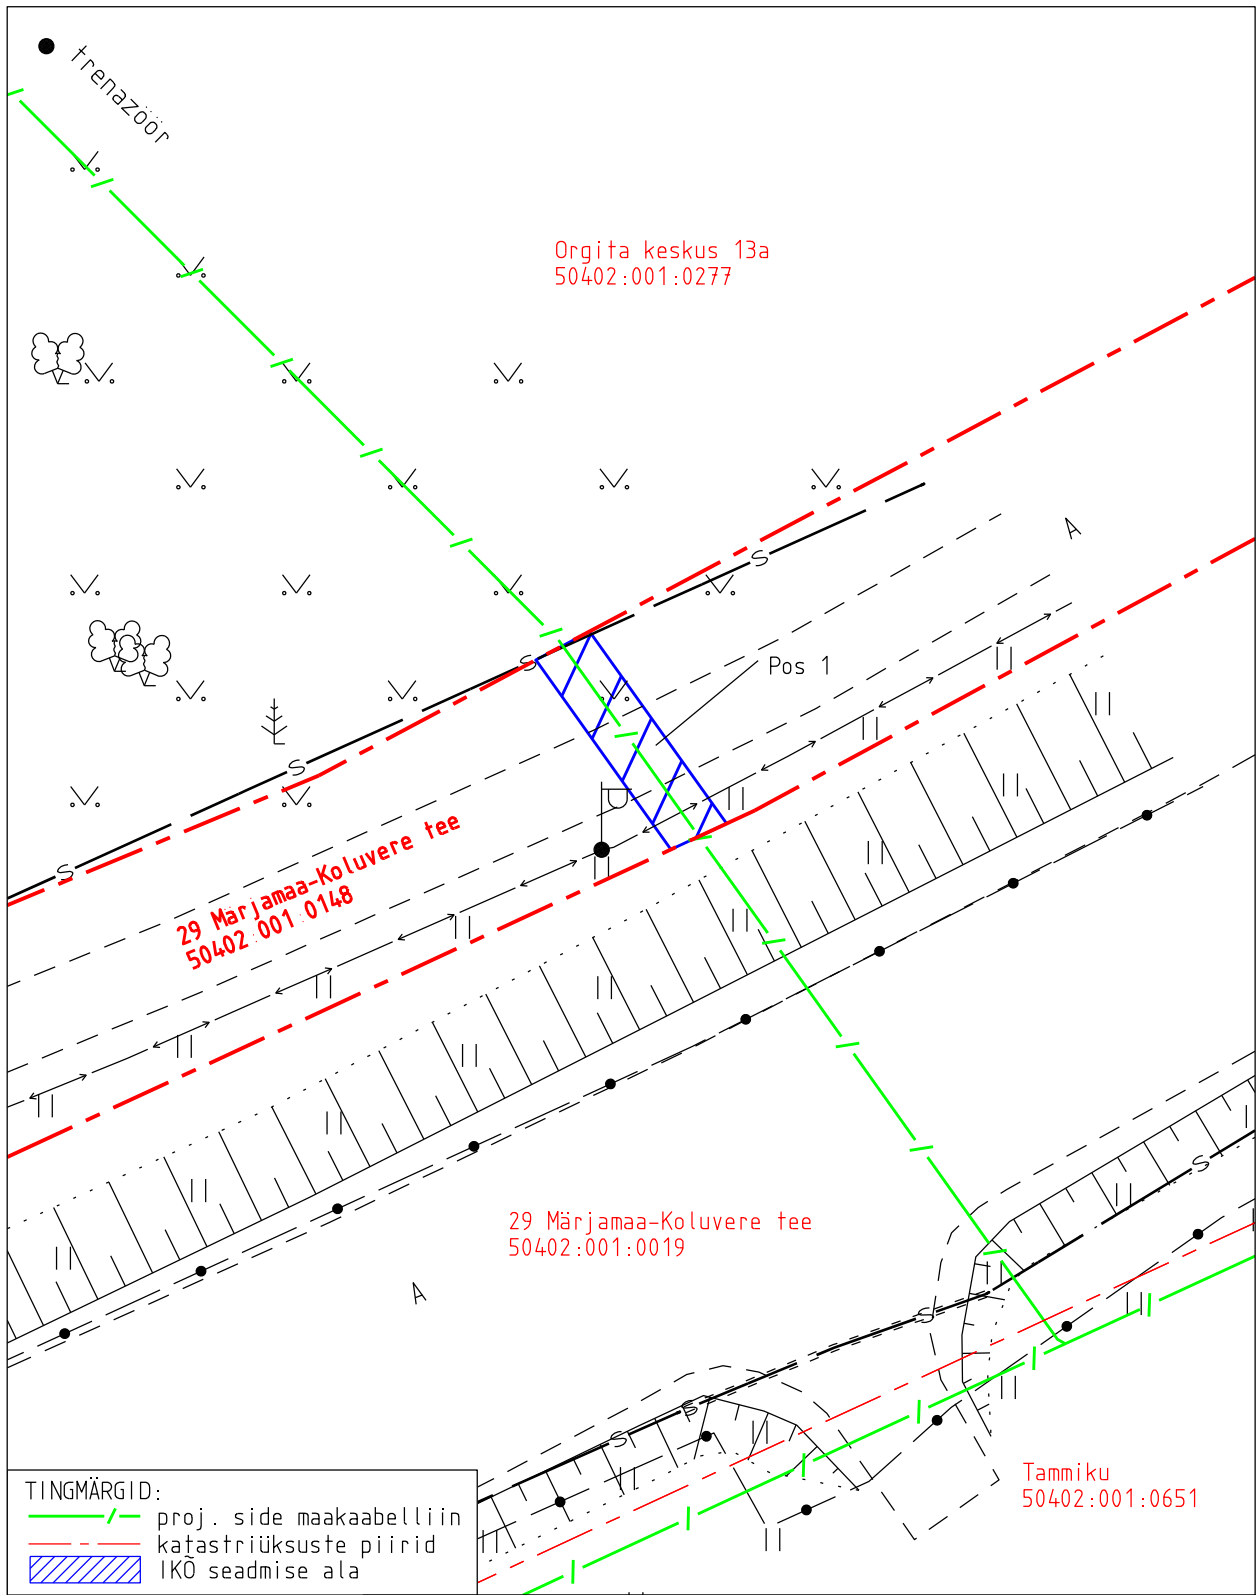 trenazöör
Orgita keskus 13a
50402:001:0277
A
S
S
Pos 1
S
S
29 Märjamaa-Koluvere tee
50402:001:0148
29 Märjamaa-Koluvere tee
50402:001:0019
S
A
S
S
S
Tammiku
50402:001:0651
TINGMÄRGID:
proj. side maakaabelliin
katastriüksuste piirid
IKÕ seadmise ala